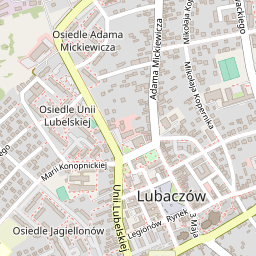 Osiedle Adama
Mickiewicza
Adama Mickiewicza
Mikołaja Kopernika
Osiedle Unii
Lubelskiej
Marii Konopnickiej
Unii Lubelskiej
Lubaczów
Rynek
Legionów
3 Maja
Osiedle Jagiellonów